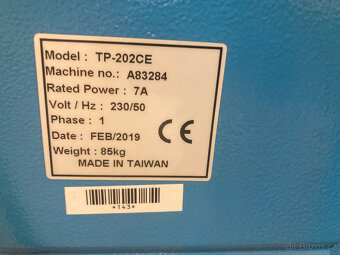 Model : TP-202CE
Machine no.: A83284
Rated Power : 7A
Volt / Hz : 230/50
Phase : 1
Date : FEB/2019
Weight : 85kg
CE
MADE IN TAIWAN
*143*